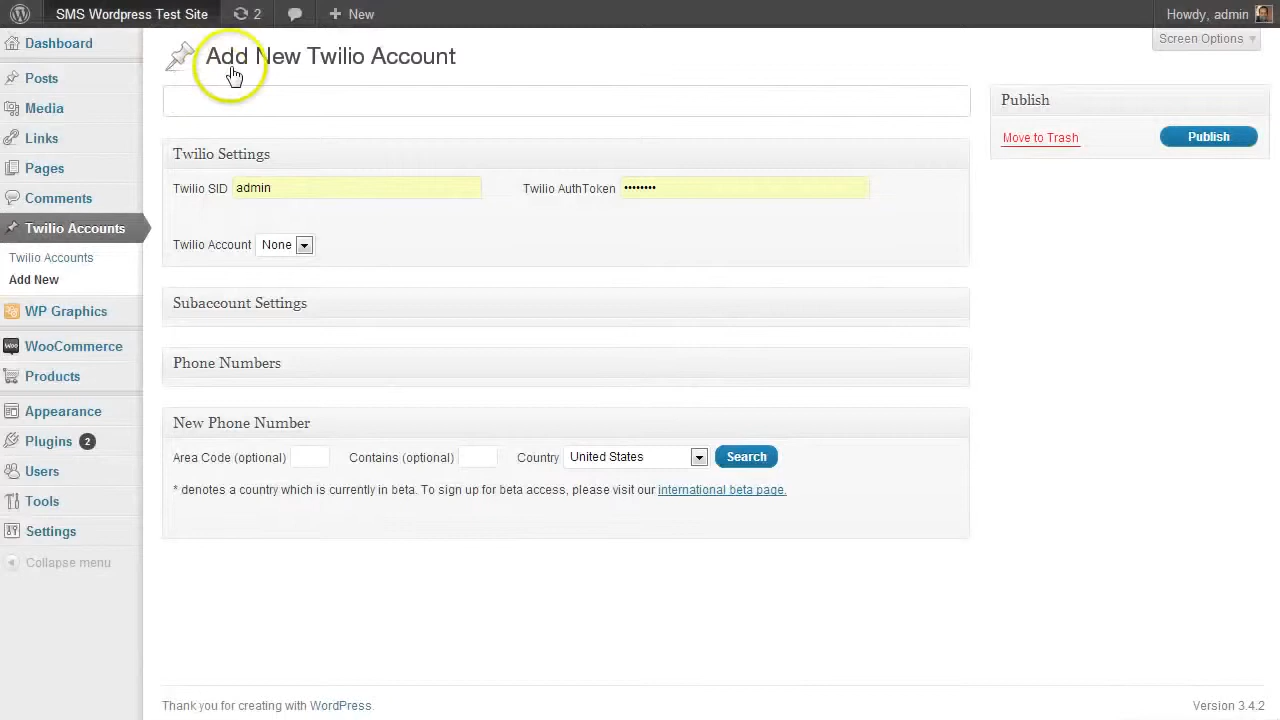 SMS Wordpress Test Site 2 + New Howdy, admin
Screen Options
Dashboard
Posts
Media
Links
Pages
Comments
Twilio Accounts
Twilio Accounts
Add New
WP Graphics
WooCommerce
Products
Appearance
Plugins 2
Users
Tools
Settings
Collapse menu
Add New Twilio Account
Twilio Settings
Twilio SID admin Twilio AuthToken ••••••••
Twilio Account None
Subaccount Settings
Phone Numbers
New Phone Number
Area Code (optional) Contains (optional) Country United States Search
* denotes a country which is currently in beta. To sign up for beta access, please visit our international beta page.
Publish
Move to Trash Publish
Thank you for creating with WordPress. Version 3.4.2